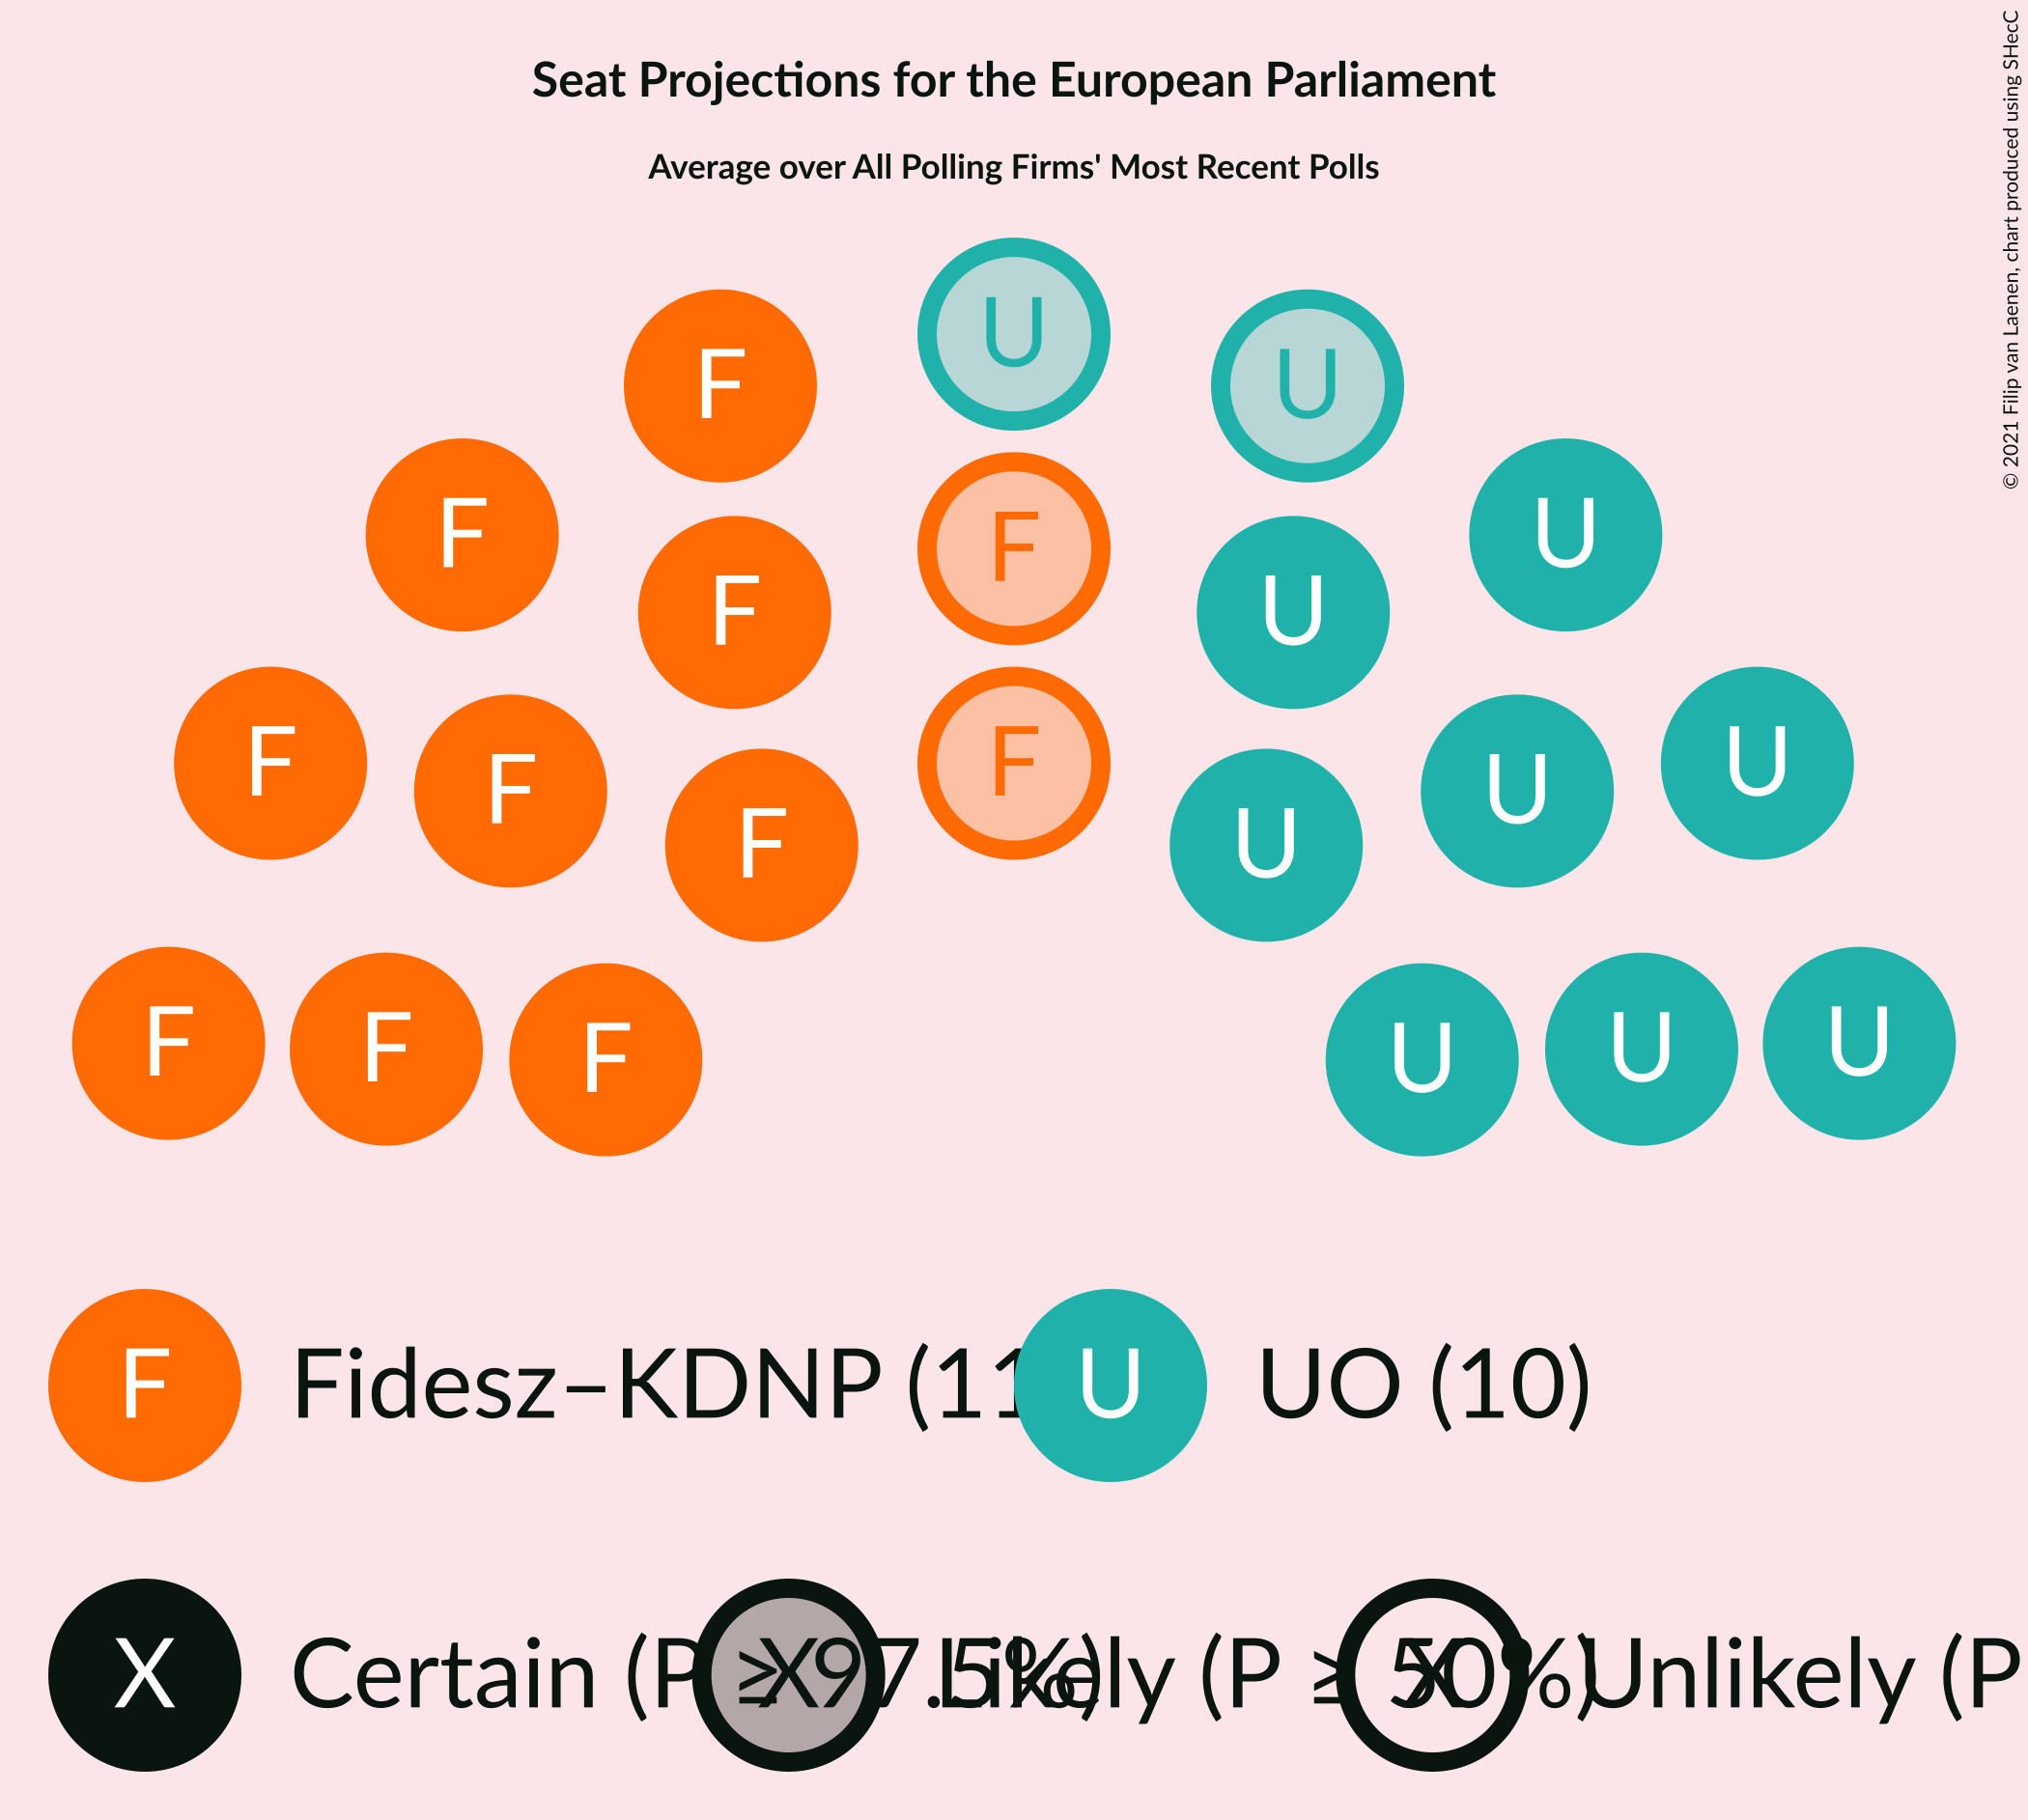 Seat Projections for the European Parliament
Average over All Polling Firms' Most Recent Polls
© 2021 Filip van Laenen, chart produced using SHecC
U
F U
F F U
F U
F F U
F F U U
F U
F F F U U U
F Fidesz–KDNP (11 U UO (10)
X Certain (P ≥ 97.5%) X Likely (P ≥ 50%) X Unlikely (P